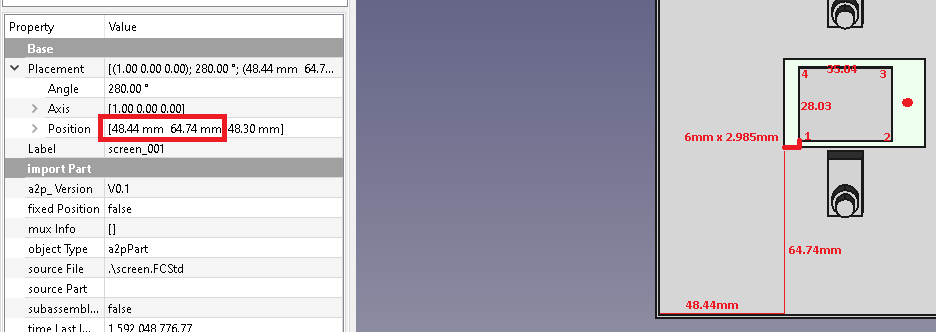 Property Value
Base
Placement [(1.00 0.00 0.00); 280.00 °; (48.44 mm 64.7...
Angle 280.00 °
Axis [1.00 0.00 0.00]
Position [48.44 mm 64.74 mm 48.30 mm]
Label screen_001
import Part
a2p_ Version V0.1
fixed Position false
mux Info []
object Type a2pPart
source File .\screen.FCStd
source Part
subassembl... false
time Last I... 1 592 048 776.77
4 3
28.03
6mm x 2.985mm 1 2
64.74mm
48.44mm